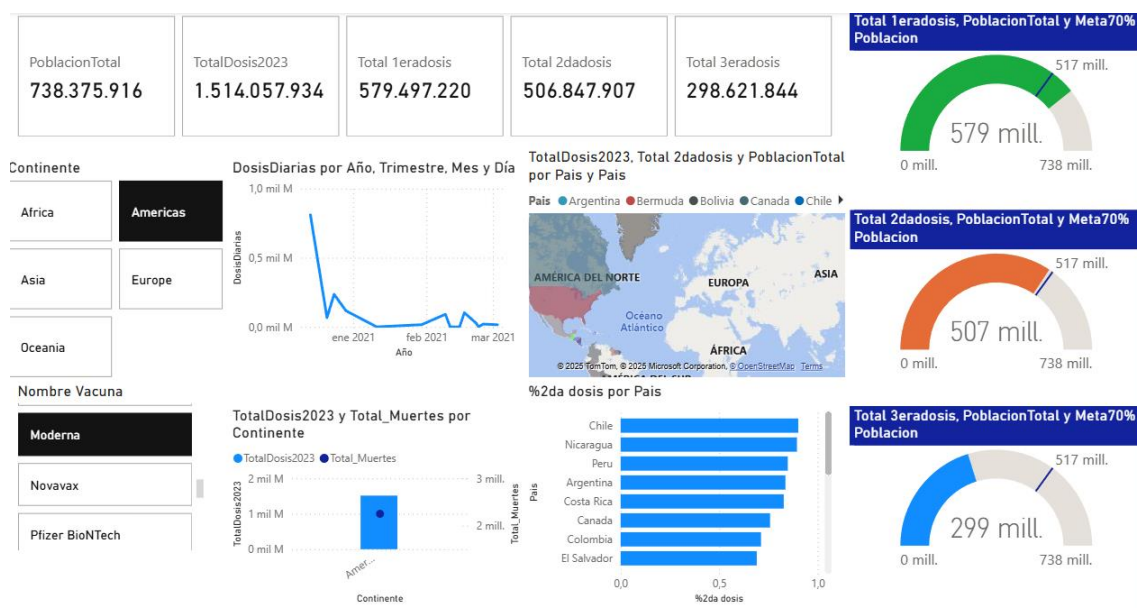 PoblacionTotal
738.375.916
TotalDosis2023
1.514.057.934
Total 1eradosis
579.497.220
Total 2dadosis
506.847.907
Total 3eradosis
298.621.844
Total 1eradosis, PoblacionTotal y Meta70%
Poblacion
517 mill.
579 mill.
0 mill.
738 mill.
Continente
Africa
Americas
Asia
Europe
Oceania
DosisDiarias por Año, Trimestre, Mes y Día
1,0 mil M
0,5 mil M
0,0 mil M
DosisDiarias
ene 2021
feb 2021
mar 2021
Año
TotalDosis2023, Total 2dadosis y PoblacionTotal
por Pais y Pais
Pais Argentina Bermuda Bolivia Canada Chile
AMÉRICA DEL NORTE
EUROPA
ASIA
Océano
Atlántico
ÁFRICA
AMÉRICA DEL SUR
© 2025 TomTom, © 2025 Microsoft Corporation, © OpenStreetMap Terms
Total 2dadosis, PoblacionTotal y Meta70%
Poblacion
517 mill.
507 mill.
0 mill.
738 mill.
Nombre Vacuna
Moderna
Novavax
Pfizer BioNTech
TotalDosis2023 y Total_Muertes por
Continente
TotalDosis2023 Total_Muertes
2 mil M
1 mil M
0 mil M
TotalDosis2023
3 mill.
2 mill.
Total_Muertes
Amer...
Continente
%2da dosis por Pais
Pais
Chile
Nicaragua
Peru
Argentina
Costa Rica
Canada
Colombia
El Salvador
0,0
0,5
1,0
%2da dosis
Total 3eradosis, PoblacionTotal y Meta70%
Poblacion
517 mill.
299 mill.
0 mill.
738 mill.